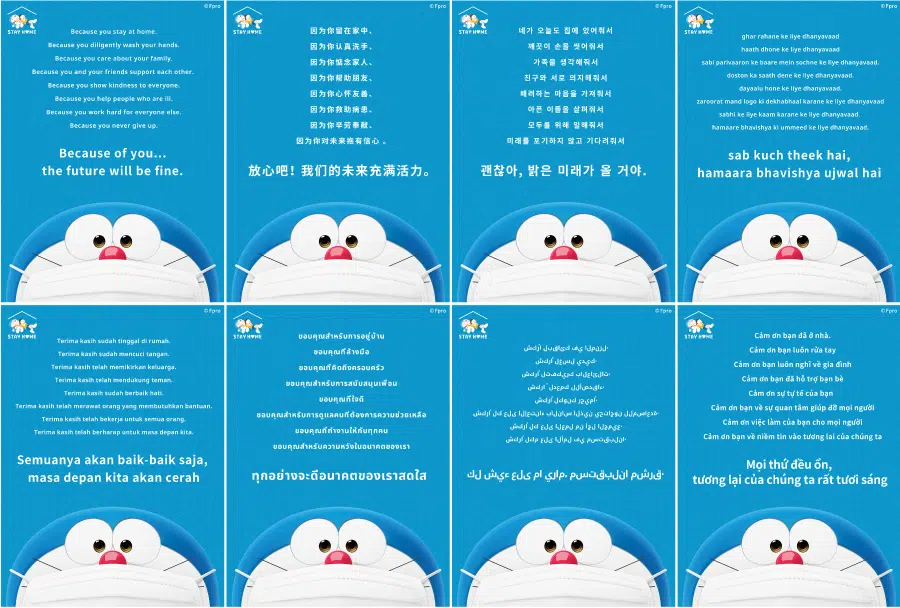 © Fpro
STAY HOME
Because you stay at home.
Because you diligently wash your hands.
Because you care about your family.
Because you and your friends support each other.
Because you show kindness to everyone.
Because you help people who are ill.
Because you work hard for everyone else.
Because you never give up.
Because of you...
the future will be fine.
© Fpro
STAY HOME
因为你留在家中、
因为你认真洗手、
因为你惦念家人、
因为你帮助朋友、
因为你心怀友善、
因为你救助病患、
因为你辛劳奉献、
因为你对未来抱有信心 。
放心吧! 我们的未来充满活力。
© Fpro
STAY HOME
네가 오늘도 집에 있어줘서
깨끗이 손을 씻어줘서
가족을 생각해줘서
친구와 서로 의지해줘서
배려하는 마음을 가져줘서
아픈 이들을 살펴줘서
모두를 위해 일해줘서
미래를 포기하지 않고 기다려줘서
괜찮아, 밝은 미래가 올 거야.
© Fpro
STAY HOME
ghar rahane ke liye dhanyavaad
haath dhone ke liye dhanyavaad
sabi parivaaron ke baare mein sochne ke liye dhanyavaad.
doston ka saath dene ke liye dhanyavaad.
dayaalu hone ke liye dhanyavaad.
zaroorat mand logo ki dekhabhaal karane ke liye dhanyavaad
sabhi ke liye kaam karane ke liye dhanyavaad.
hamaare bhavishya ki ummeed ke liye dhanyavaad.
sab kuch theek hai,
hamaara bhavishya ujwal hai
© Fpro
STAY HOME
Terima kasih sudah tinggal di rumah.
Terima kasih sudah mencuci tangan.
Terima kasih telah memikirkan keluarga.
Terima kasih telah mendukung teman.
Terima kasih sudah berbaik hati.
Terima kasih telah merawat orang yang membutuhkan bantuan.
Terima kasih telah bekerja untuk semua orang.
Terima kasih telah berharap untuk masa depan kita.
Semuanya akan baik-baik saja,
masa depan kita akan cerah
© Fpro
STAY HOME
ขอบคุณสำหรับการอยู่บ้าน
ขอบคุณที่ล้างมือ
ขอบคุณที่คิดถึงครอบครัว
ขอบคุณสำหรับการสนับสนุนเพื่อน
ขอบคุณที่ใจดี
ขอบคุณสำหรับการดูแลคนที่ต้องการความช่วยเหลือ
ขอบคุณที่ทำงานให้กับทุกคน
ขอบคุณสำหรับความหวังในอนาคตของเรา
ทุกอย่างจะดีอนาคตของเราสดใส
© Fpro
STAY HOME
شكراً لبقائك في المنزل.
شكراً لغسل يديك.
شكراً لتفكيرك بالعائلة.
شكراً لدعمك للأصدقاء.
شكراً لكونك رحيماً.
شكراً لك على الاعتناء بالناس الذين يحتاجون للمساعدة.
شكراً لك على العمل من أجل الجميع.
شكراً لك على الأمل في مستقبلنا.
كل شيء على ما يرام، مستقبلنا مشرق.
© Fpro
STAY HOME
Cảm ơn bạn đã ở nhà.
Cảm ơn bạn luôn rửa tay
Cảm ơn bạn luôn nghĩ về gia đình
Cảm ơn bạn đã hỗ trợ bạn bè
Cảm ơn sự tự tế của bạn
Cảm ơn bạn về sự quan tâm giúp đỡ mọi người
Cảm ơn việc làm của bạn cho mọi người
Cảm ơn bạn về niềm tin vào tương lai của chúng ta
Mọi thứ đều ổn,
tương lại của chúng ta rất tươi sáng